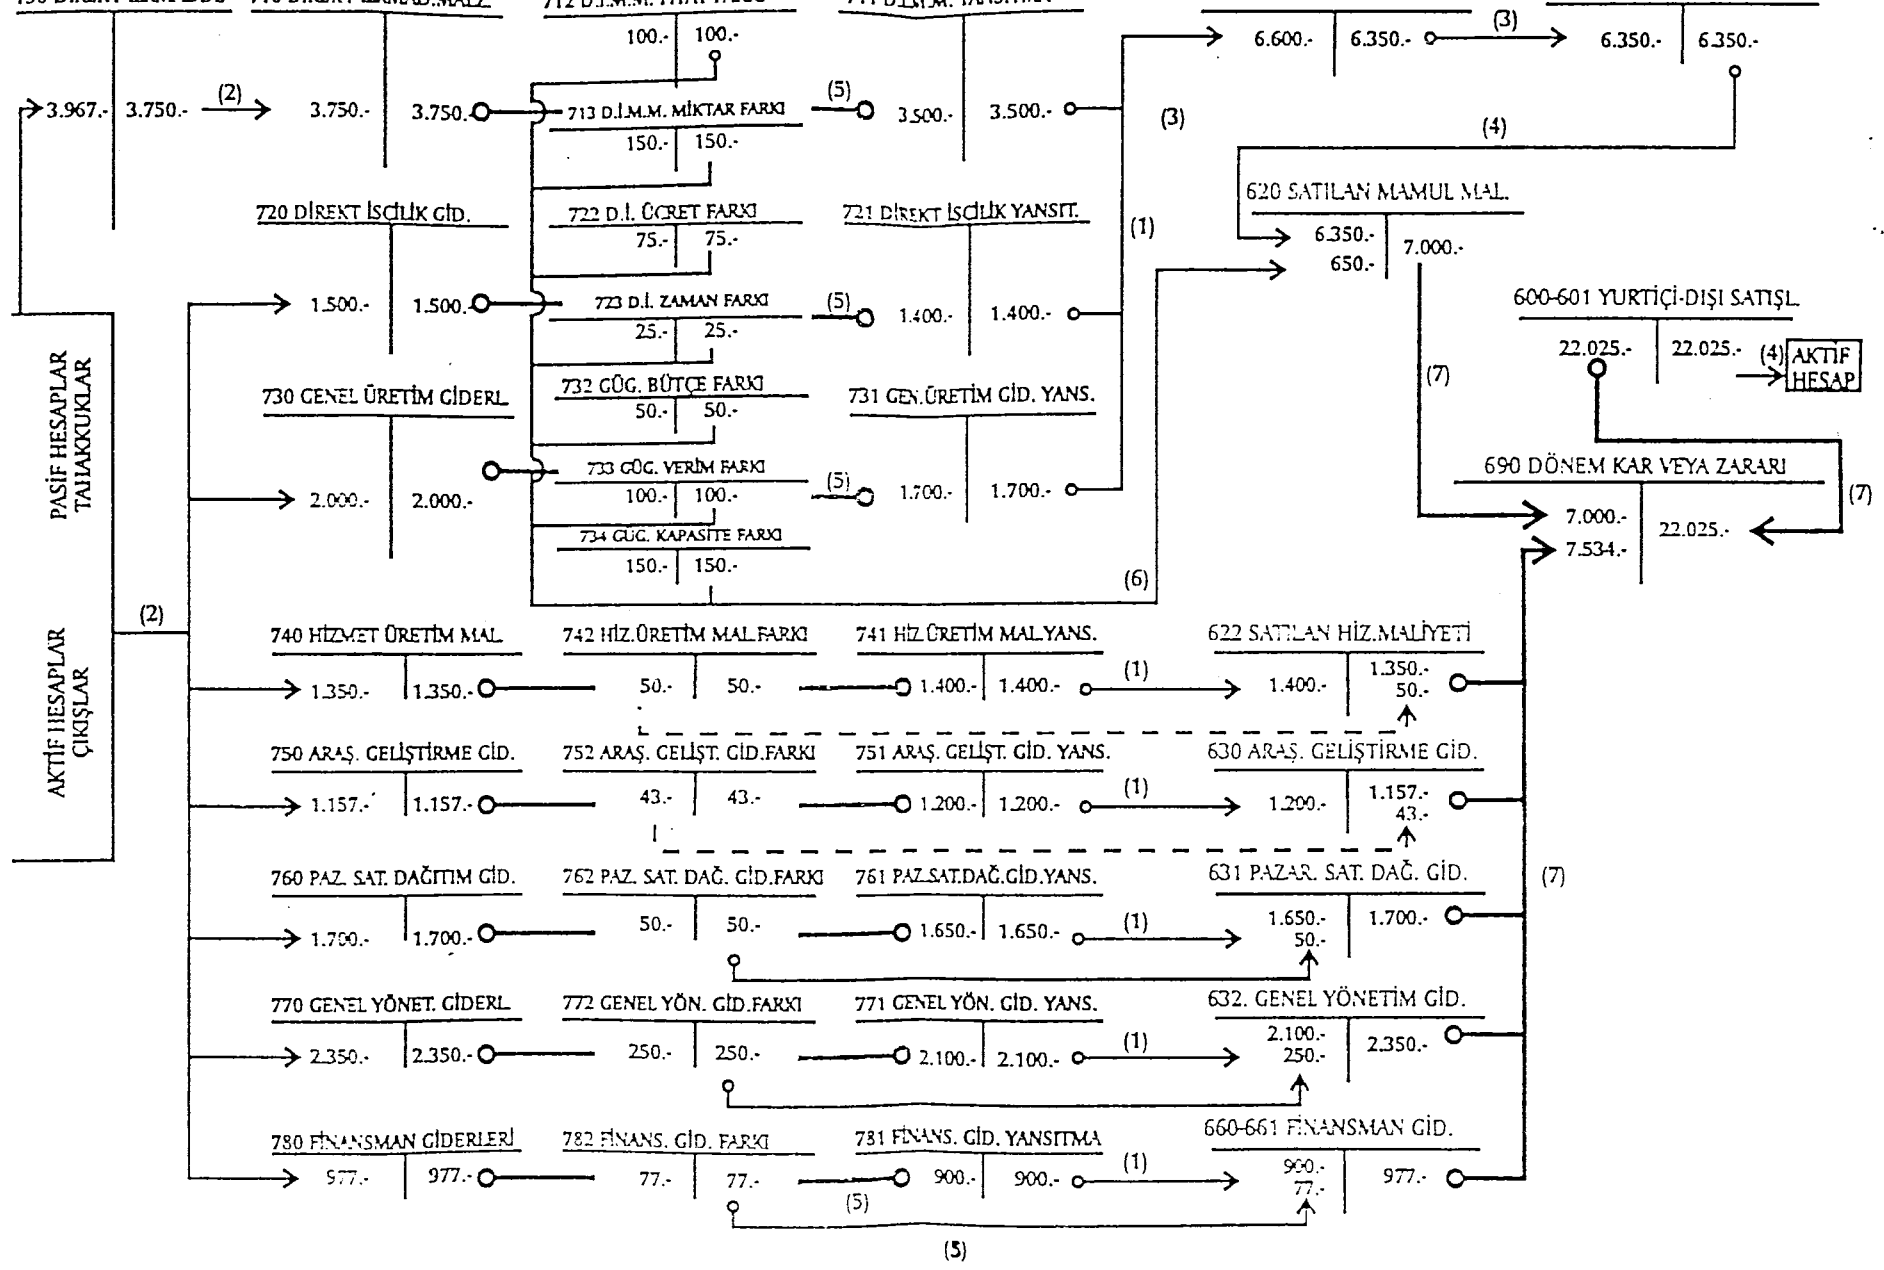 100.- 100.-
6.600.- 6.350.- (3) 6.350.- 6.350.-
3.967.- 3.750.- (2) 3.750.- 3.750.- 713 D.İ.M.M. MİKTAR FARKI (5) 3.500.- 3.500.- (3)
150.- 150.-
(4)
620 SATILAN MAMUL MAL.
720 DİREKT İSCİLİK GİD. 722 D.İ. ÜCRET FARKI 721 DİREKT İSCİLİK YANSIT.
75.- 75.- (1) 6.350.- 7.000.-
650.-
1.500.- 1.500.- 723 D.İ. ZAMAN FARKI (5) 1.400.- 1.400.-
25.- 25.-
600-601 YURTİÇİ-DIŞI SATIŞL.
22.025.- 22.025.- (4) AKTİF
HESAP
PASİF HESAPLAR
TAHAKKUKLAR
730 GENEL ÜRETİM GİDERL. 732 GÜG. BÜTÇE FARKI 731 GEN.ÜRETİM GİD. YANS. (7)
50.- 50.-
733 GÜG. VERİM FARKI 690 DÖNEM KAR VEYA ZARARI
2.000.- 2.000.- 100.- 100.- (5) 1.700.- 1.700.- (7)
734 GÜG. KAPASİTE FARKI 7.000.- 22.025.-
7.534.-
150.- 150.- (6)
(2)
AKTİF HESAPLAR
ÇIKIŞLAR
740 HİZMET ÜRETİM MAL. 742 HİZ.ÜRETİM MAL.FARKI 741 HİZ.ÜRETİM MAL.YANS. 622 SATILAN HİZ.MALİYETİ
1.350.- 1.350.- 50.- 50.- 1.400.- 1.400.- (1) 1.400.- 1.350.-
50.-
750 ARAŞ. GELİŞTİRME GİD. 752 ARAŞ. GELİŞT. GİD.FARKI 751 ARAŞ. GELİŞT. GİD. YANS. 630 ARAŞ. GELİŞTİRME GİD.
1.157.- 1.157.- 43.- 43.- 1.200.- 1.200.- (1) 1.200.- 1.157.-
43.-
760 PAZ. SAT. DAĞITIM GİD. 762 PAZ. SAT. DAĞ. GİD.FARKI 761 PAZ.SAT.DAĞ.GİD.YANS. 631 PAZAR. SAT. DAĞ. GİD. (7)
1.700.- 1.700.- 50.- 50.- 1.650.- 1.650.- (1) 1.650.- 1.700.-
50.-
770 GENEL YÖNET. GİDERL. 772 GENEL YÖN. GİD.FARKI 771 GENEL YÖN. GİD. YANS. 632. GENEL YÖNETİM GİD.
2.350.- 2.350.- 250.- 250.- 2.100.- 2.100.- (1) 2.100.- 2.350.-
250.-
780 FİNANSMAN GİDERLERİ 782 FİNANS. GİD. FARKI 781 FİNANS. GİD. YANSITMA 660-661 FİNANSMAN GİD.
977.- 977.- 77.- 77.- (5) 900.- 900.- (1) 900.- 977.-
77.-
(5)